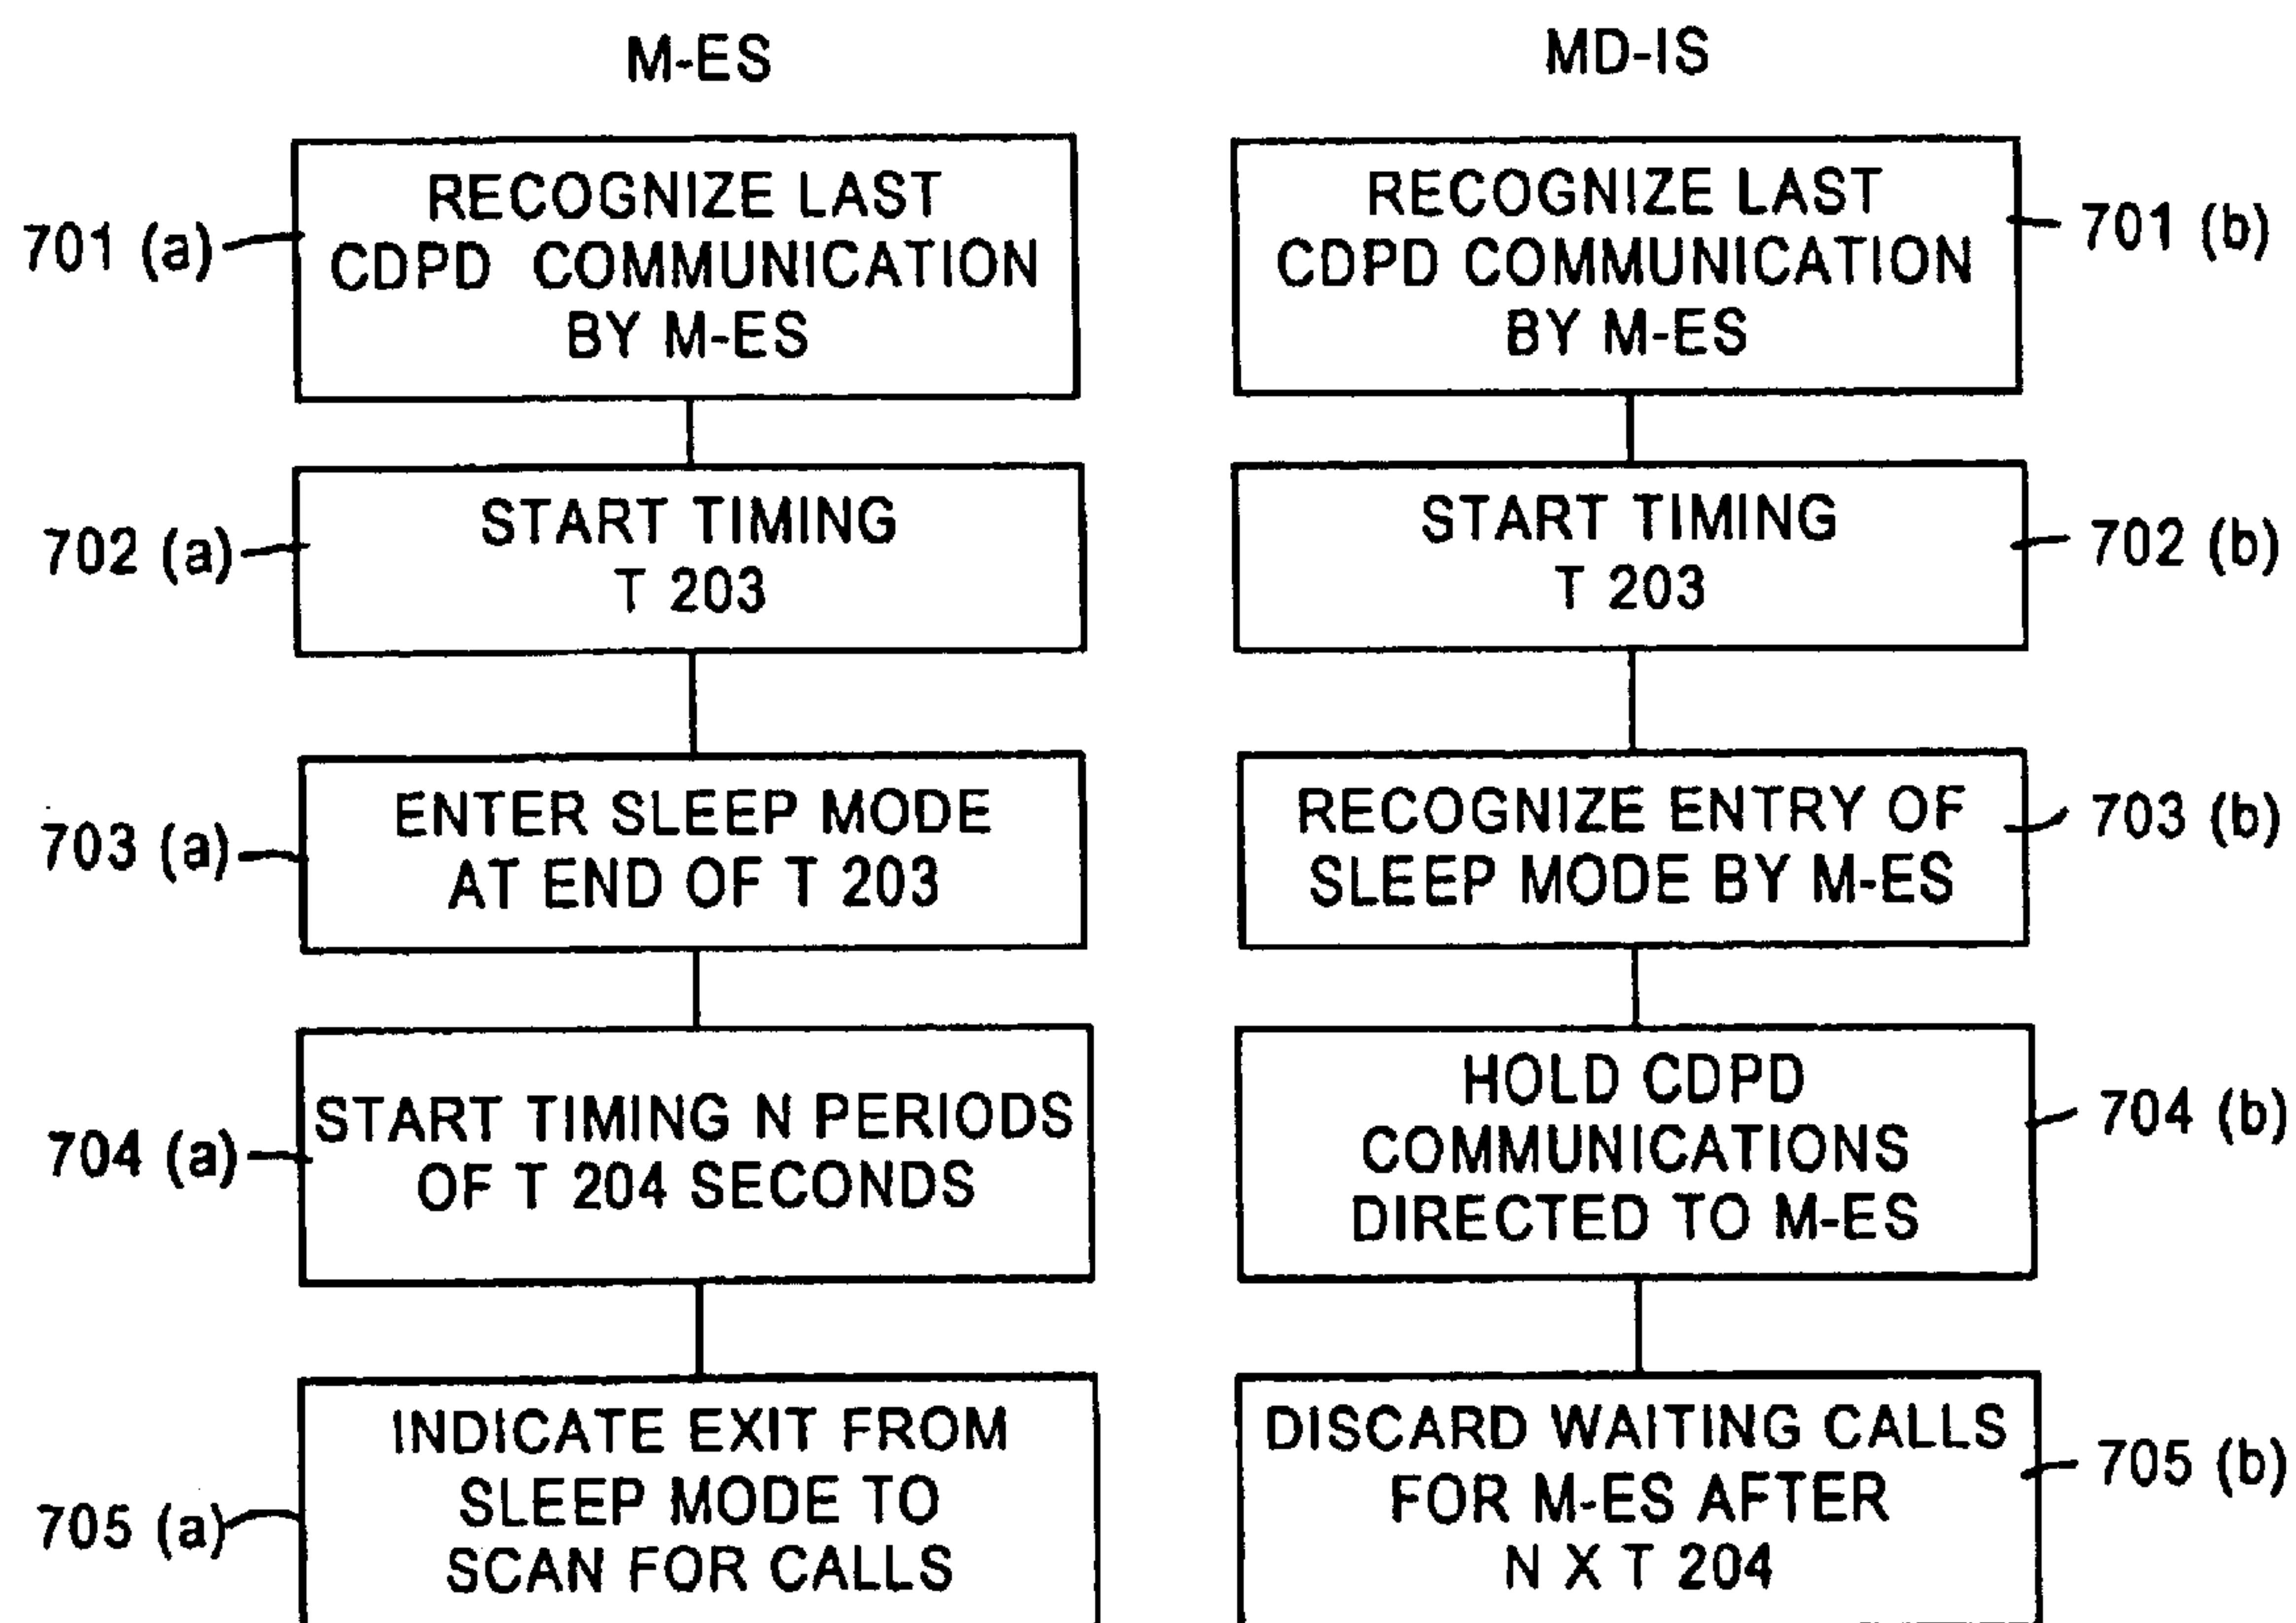 M-ES
701 (a)
RECOGNIZE LAST
CDPD COMMUNICATION
BY M-ES
702 (a)
START TIMING
T 203
703 (a)
ENTER SLEEP MODE
AT END OF T 203
704 (a)
START TIMING N PERIODS
OF T 204 SECONDS
705 (a)
INDICATE EXIT FROM
SLEEP MODE TO
SCAN FOR CALLS
MD-IS
RECOGNIZE LAST
CDPD COMMUNICATION
BY M-ES
701 (b)
START TIMING
T 203
702 (b)
RECOGNIZE ENTRY OF
SLEEP MODE BY M-ES
703 (b)
HOLD CDPD
COMMUNICATIONS
DIRECTED TO M-ES
704 (b)
DISCARD WAITING CALLS
FOR M-ES AFTER
N X T 204
705 (b)